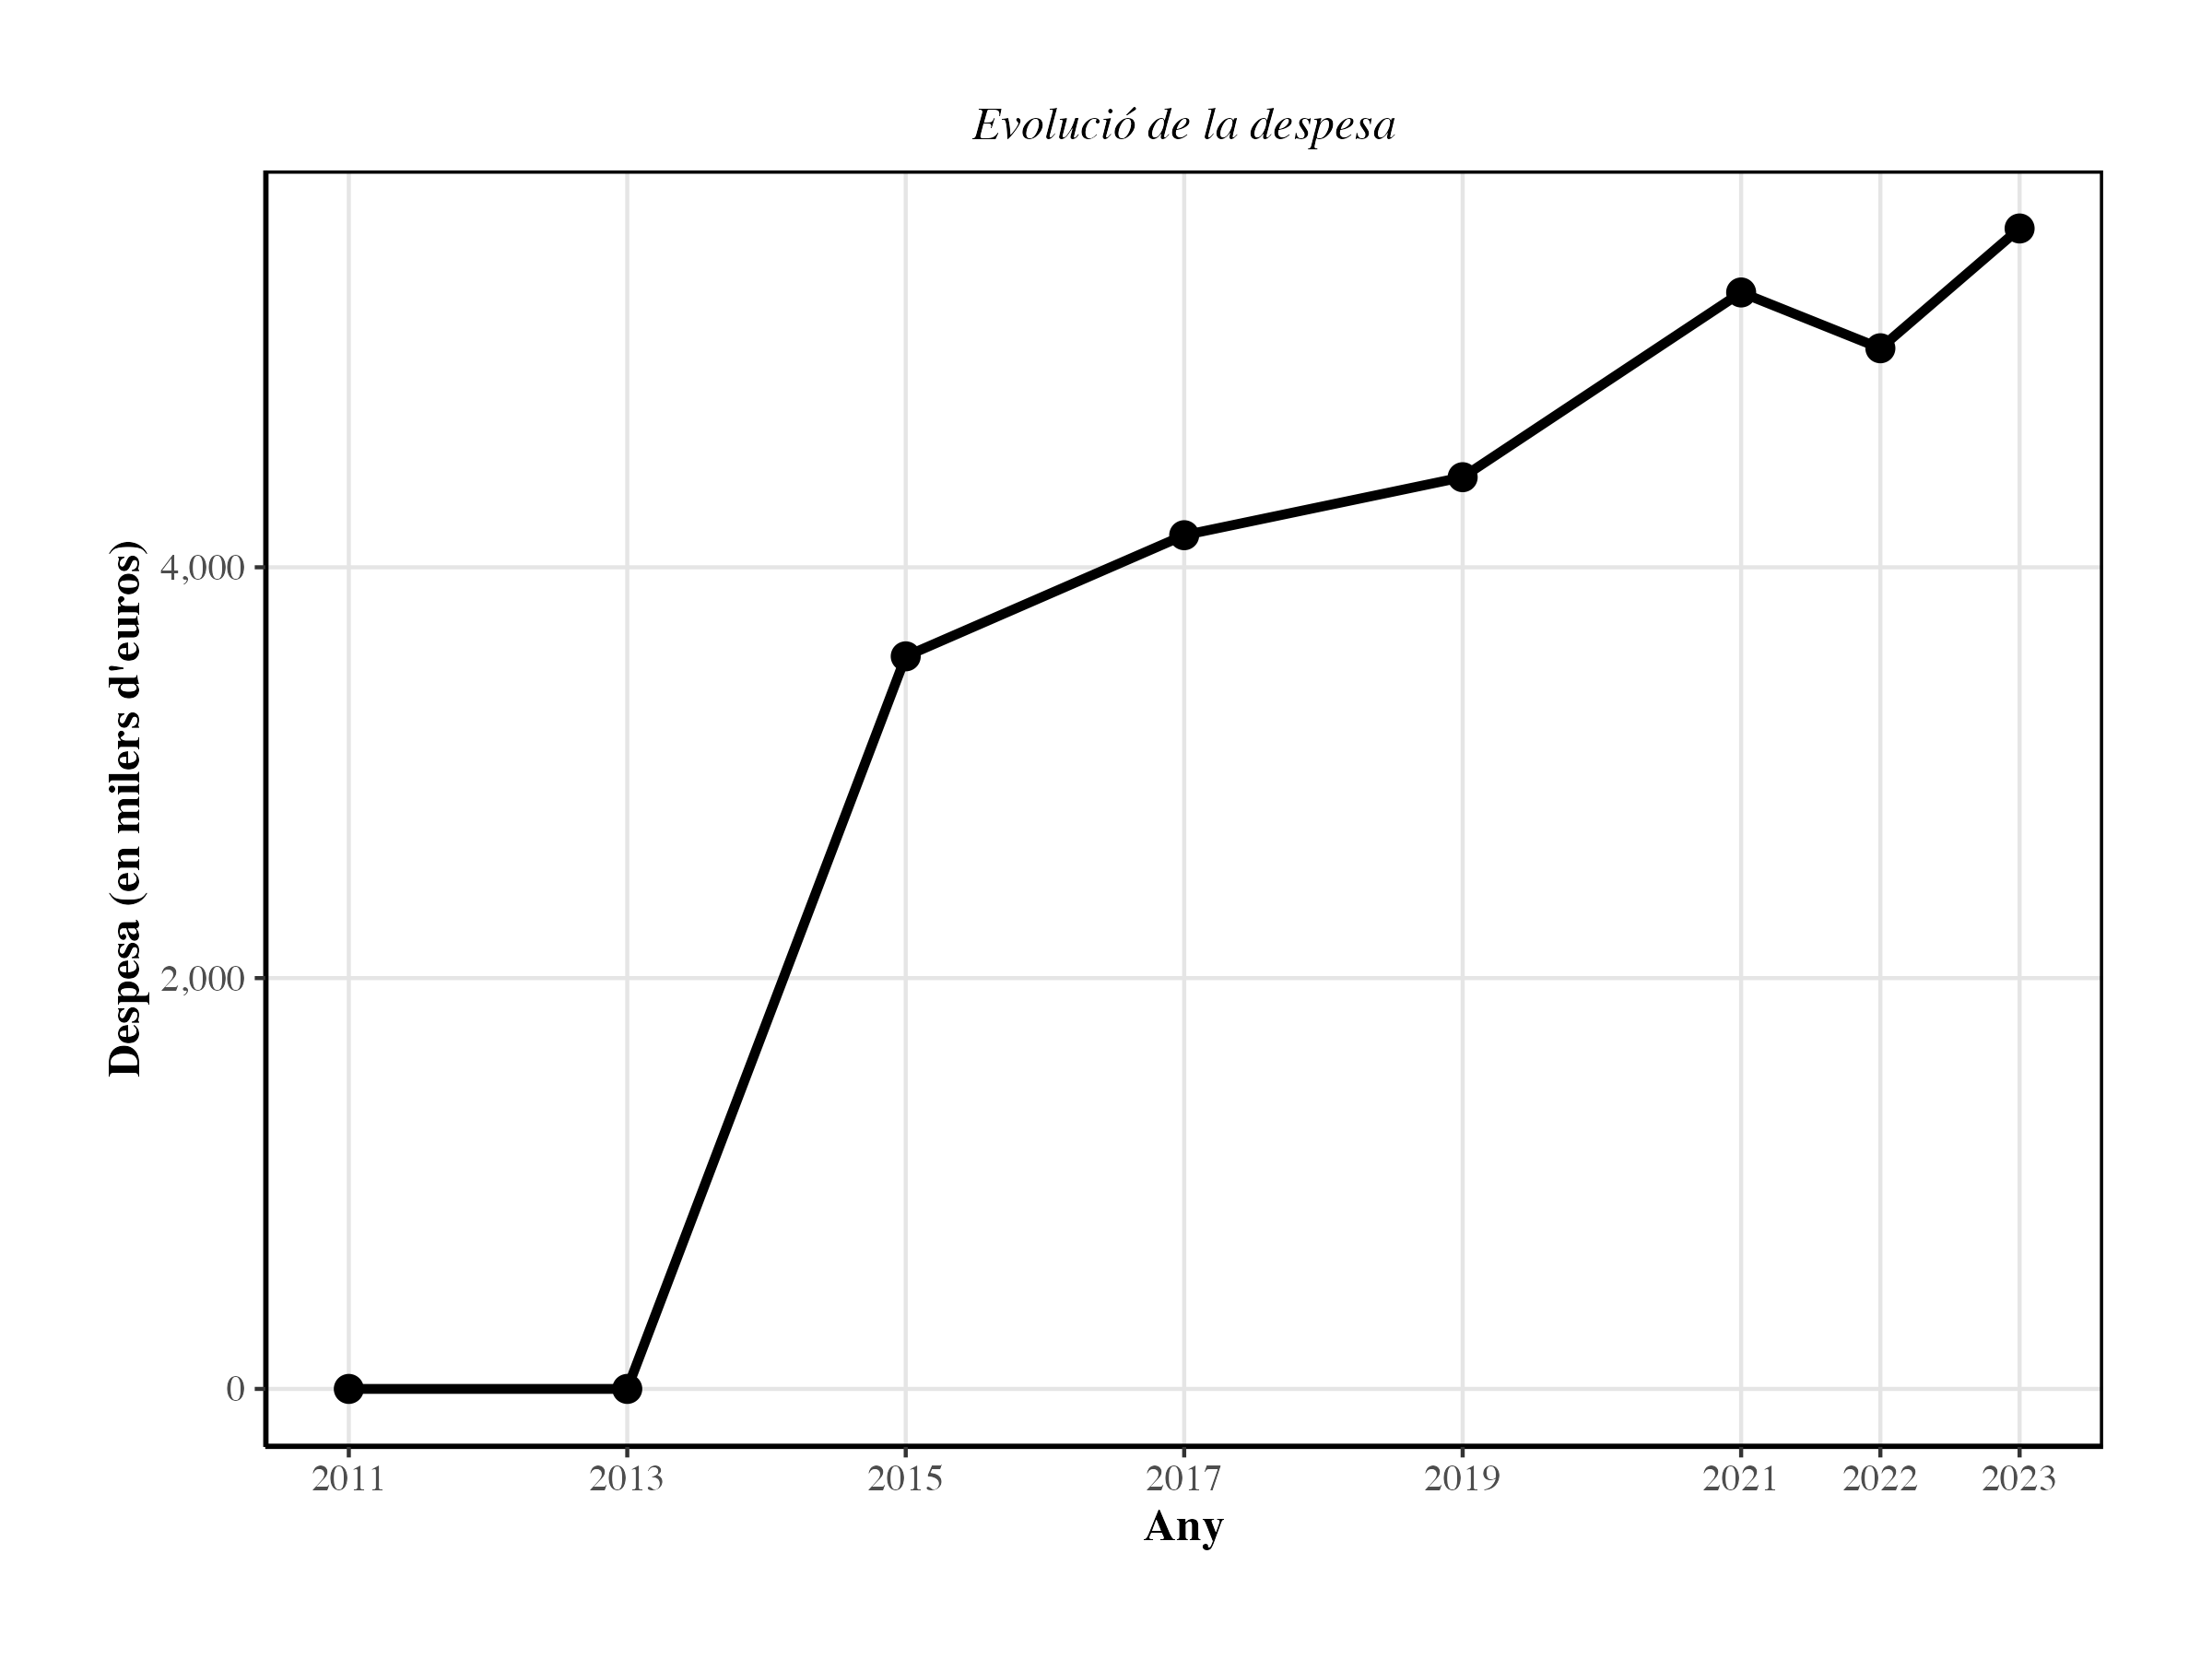 Evolució de la despesa
Despesa (en milers d'euros)
4,000
2,000
0
2011 2013 2015 2017 2019 2021 2022 2023
Any